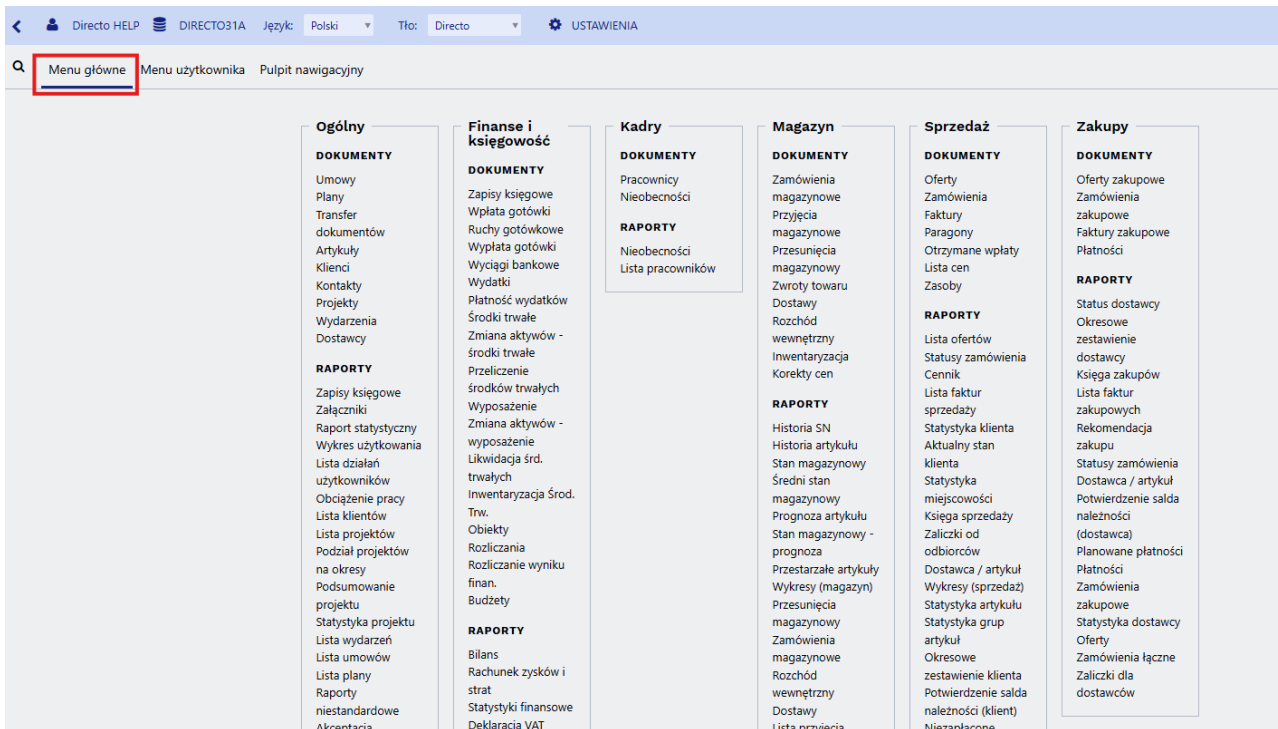 Directo HELP DIRECTO31A Język: Polski Tło: Directo USTAWIENIA
Menu główne Menu użytkownika Pulpit nawigacyjny
Ogólny
DOKUMENTY
Umowy
Plany
Transfer
dokumentów
Artykuły
Klienci
Kontakty
Projekty
Wydarzenia
Dostawcy
RAPORTY
Zapisy księgowe
Załączniki
Raport statystyczny
Wykres użytkowania
Lista działań
użytkowników
Obciążenie pracy
Lista klientów
Lista projektów
Podział projektów
na okresy
Podsumowanie
projektu
Statystyka projektu
Lista wydarzeń
Lista umowów
Lista plany
Raporty
niestandardowe
Akceptacja
Finanse i
księgowość
DOKUMENTY
Zapisy księgowe
Wpłata gotówki
Ruchy gotówkowe
Wypłata gotówki
Wyciągi bankowe
Wydatki
Płatność wydatków
Środki trwałe
Zmiana aktywów -
środki trwałe
Przeliczenie
środków trwałych
Wyposażenie
Zmiana aktywów -
wyposażenie
Likwidacja śrd.
trwałych
Inwentaryzacja Środ.
Trw.
Obiekty
Rozliczania
Rozliczanie wyniku
finan.
Budżety
RAPORTY
Bilans
Rachunek zysków i
strat
Statystyki finansowe
Deklaracja VAT
Kadry
DOKUMENTY
Pracownicy
Nieobecności
RAPORTY
Nieobecności
Lista pracowników
Magazyn
DOKUMENTY
Zamówienia
magazynowe
Przyjęcia
magazynowe
Przesunięcia
magazynowy
Zwroty towaru
Dostawy
Rozchód
wewnętrzny
Inwentaryzacja
Korekty cen
RAPORTY
Historia SN
Historia artykułu
Stan magazynowy
Średni stan
magazynowy
Prognoza artykułu
Stan magazynowy -
prognoza
Przestarzałe artykuły
Wykresy (magazyn)
Przesunięcia
magazynowy
Zamówienia
magazynowe
Rozchód
wewnętrzny
Dostawy
Lista przyjęcia
Sprzedaż
DOKUMENTY
Oferty
Zamówienia
Faktury
Paragony
Otrzymane wpłaty
Lista cen
Zasoby
RAPORTY
Lista ofertów
Statusy zamówienia
Cennik
Lista faktur
sprzedaży
Statystyka klienta
Aktualny stan
klienta
Statystyka
miejscowości
Księga sprzedaży
Zaliczki od
odbiorców
Dostawca / artykuł
Wykresy (sprzedaż)
Statystyka artykułu
Statystyka grup
artykuł
Okresowe
zestawienie klienta
Potwierdzenie salda
należności (klient)
Niezapłacone
Zakupy
DOKUMENTY
Oferty zakupowe
Zamówienia
zakupowe
Faktury zakupowe
Płatności
RAPORTY
Status dostawcy
Okresowe
zestawienie
dostawcy
Księga zakupów
Lista faktur
zakupowych
Rekomendacja
zakupu
Statusy zamówienia
Dostawca / artykuł
Potwierdzenie salda
należności
(dostawca)
Planowane płatności
Płatności
Zamówienia
zakupowe
Statystyka dostawcy
Oferty
Zamówienia łączne
Zaliczki dla
dostawców